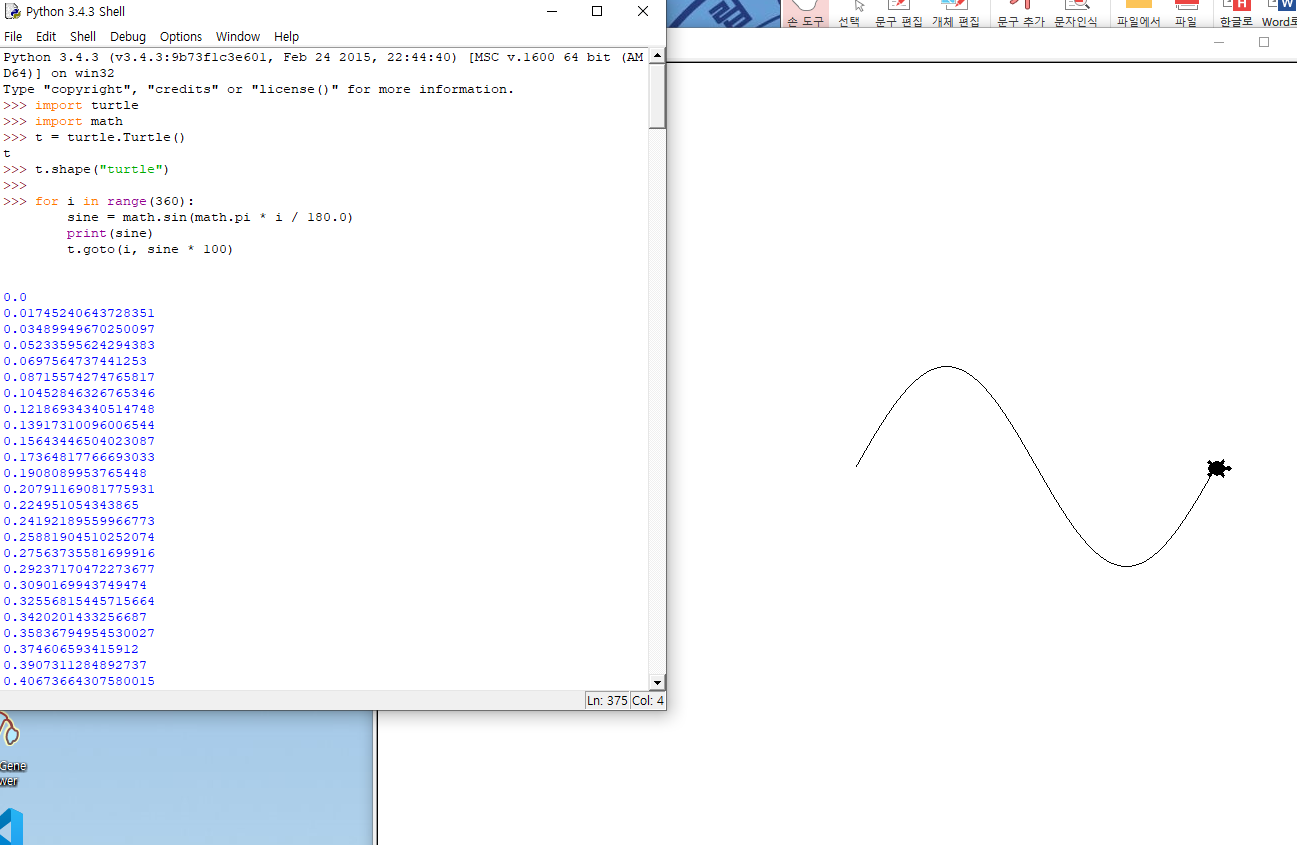 Python 3.4.3 Shell
File Edit Shell Debug Options Window Help
Python 3.4.3 (v3.4.3:9b73f1c3e601, Feb 24 2015, 22:44:40) [MSC v.1600 64 bit (AM
D64)] on win32
Type "copyright", "credits" or "license()" for more information.
>>> import turtle
>>> import math
>>> t = turtle.Turtle()
t
>>> t.shape("turtle")
>>>
>>> for i in range(360):
        sine = math.sin(math.pi * i / 180.0)
        print(sine)
        t.goto(i, sine * 100)
0.0
0.01745240643728351
0.03489949670250097
0.05233595624294383
0.0697564737441253
0.08715574274765817
0.10452846326765346
0.12186934340514748
0.13917310096006544
0.15643446504023087
0.17364817766693033
0.1908089953765448
0.20791169081775931
0.224951054343865
0.24192189559966773
0.25881904510252074
0.27563735581699916
0.29237170472273677
0.3090169943749474
0.32556815445715664
0.3420201433256687
0.35836794954530027
0.374606593415912
0.3907311284892737
0.40673664307580015
Ln: 375 Col: 4
손 도구 선택 문구 편집 개체 편집 문구 추가 문자인식 파일에서 파일 한글로 Word로
H W
Gene
wer